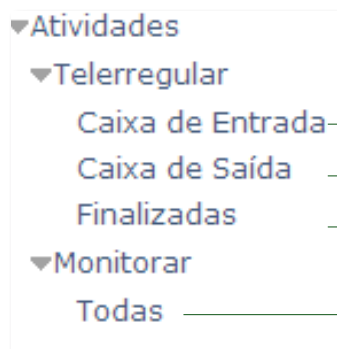 Atividades
Telerregular
Caixa de Entrada
Caixa de Saída
Finalizadas
Monitorar
Todas